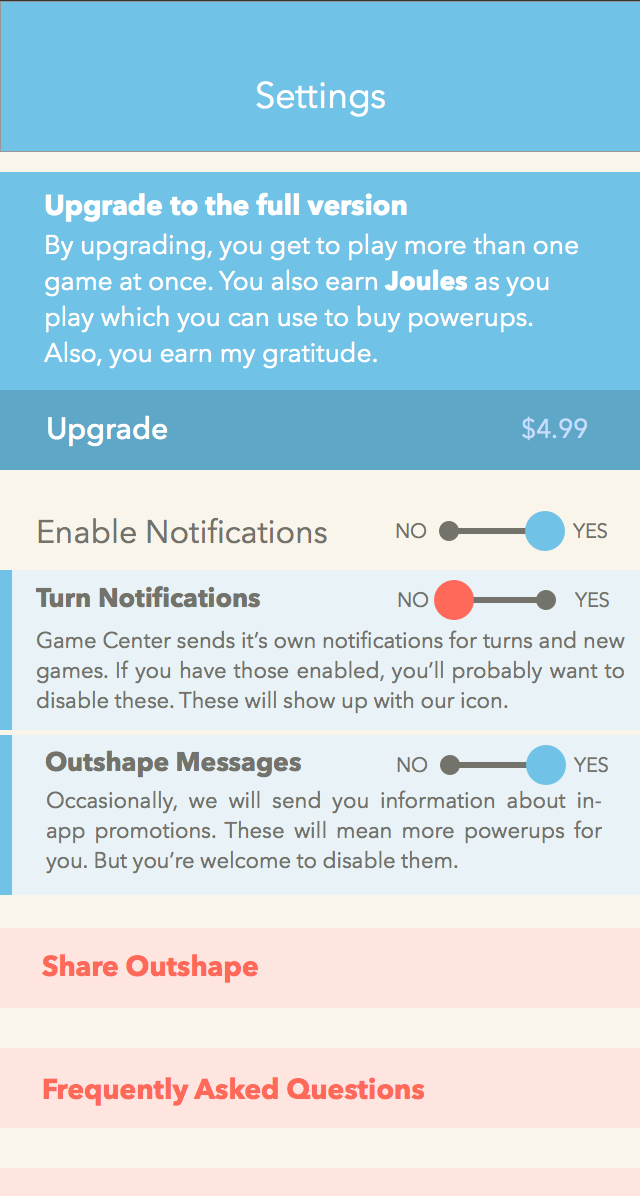 Settings
Upgrade to the full version
By upgrading, you get to play more than one
game at once. You also earn Joules as you
play which you can use to buy powerups.
Also, you earn my gratitude.
Upgrade $4.99
Enable Notifications NO YES
Turn Notifications NO YES
Game Center sends it’s own notifications for turns and new
games. If you have those enabled, you’ll probably want to
disable these. These will show up with our icon.
Outshape Messages NO YES
Occasionally, we will send you information about in-
app promotions. These will mean more powerups for
you. But you’re welcome to disable them.
Share Outshape
Frequently Asked Questions